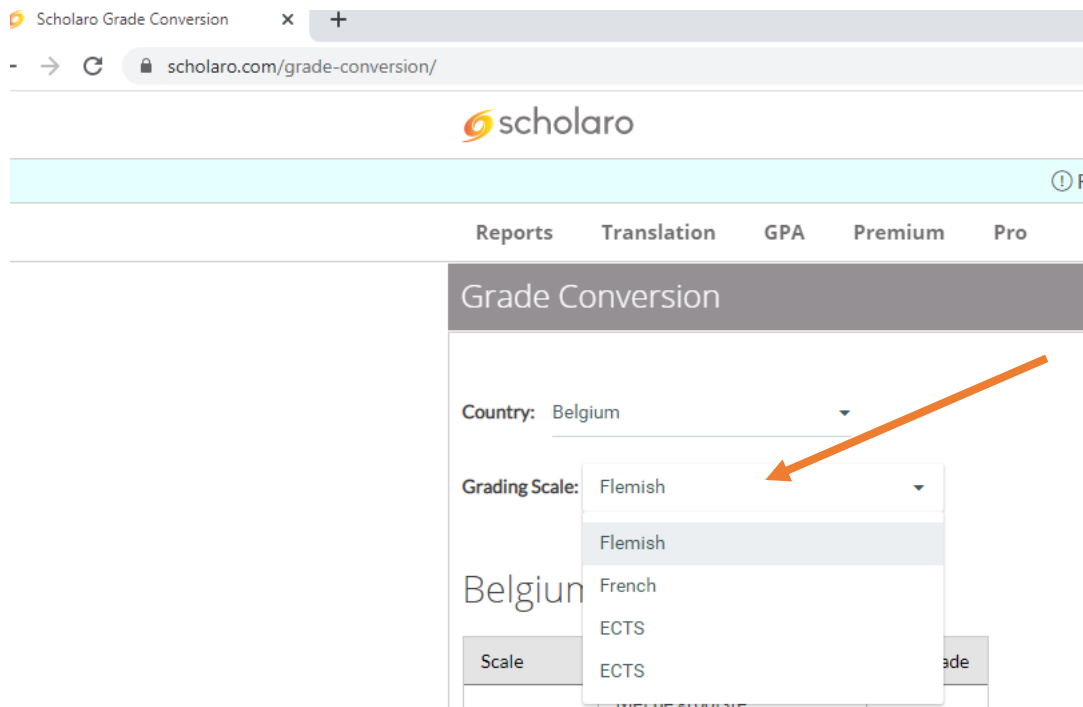 Scholaro Grade Conversion
scholaro.com/grade-conversion/
scholaro
Reports Translation GPA Premium Pro
Grade Conversion
Country: Belgium
Grading Scale: Flemish
Flemish
French
ECTS
ECTS
Belgium
Scale